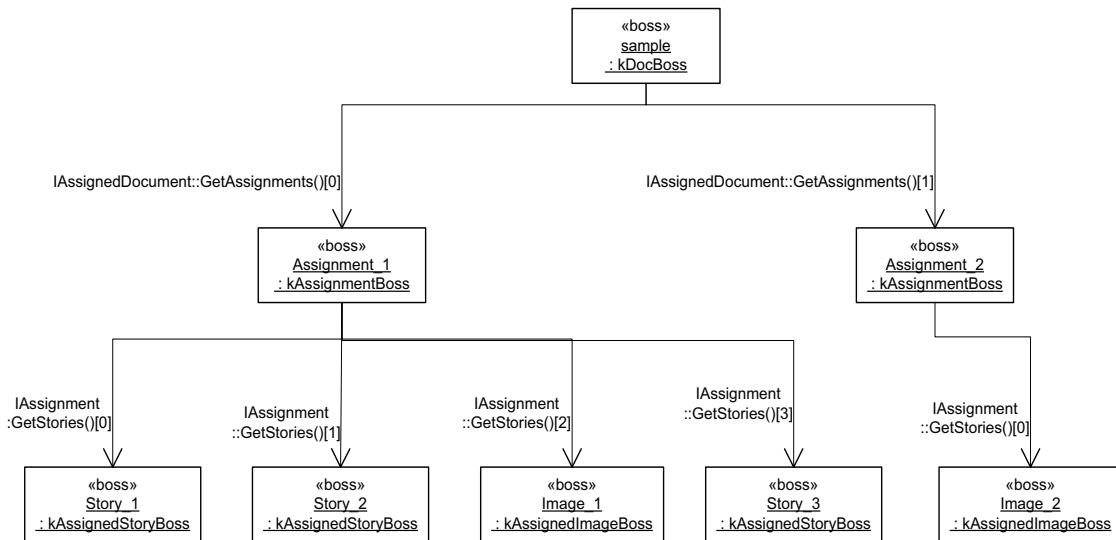 «boss»
sample
: kDocBoss
IAssignedDocument::GetAssignments()[0]
IAssignedDocument::GetAssignments()[1]
«boss»
Assignment_1
: kAssignmentBoss
«boss»
Assignment_2
: kAssignmentBoss
IAssignment
:GetStories()[0]
IAssignment
::GetStories()[1]
IAssignment
::GetStories()[2]
IAssignment
::GetStories()[3]
IAssignment
::GetStories()[0]
«boss»
Story_1
: kAssignedStoryBoss
«boss»
Story_2
: kAssignedStoryBoss
«boss»
Image_1
: kAssignedImageBoss
«boss»
Story_3
: kAssignedStoryBoss
«boss»
Image_2
: kAssignedImageBoss